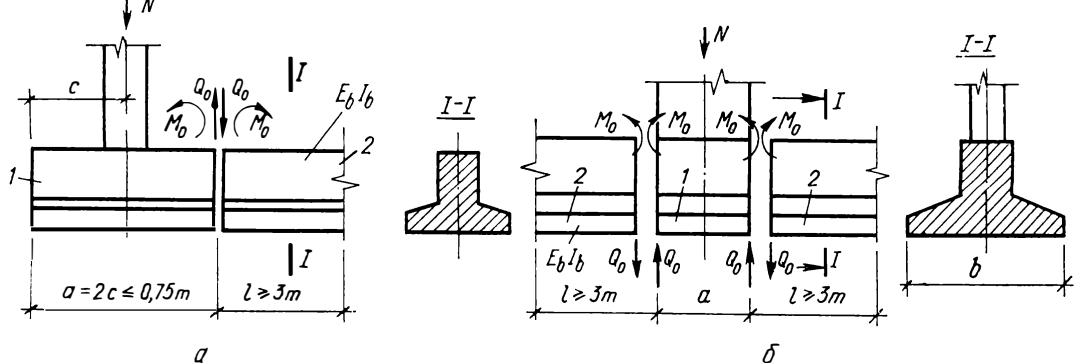 N
c
Q₀ Q₀
I
M₀ M₀
E_b I_b
2
1
I
a = 2c ≤ 0,75m
l ≥ 3m
а
I-I
N
I
M₀ M₀ M₀ M₀
2
1
2
E_b I_b
Q₀ Q₀ Q₀ Q₀
I
l ≥ 3m
a
l ≥ 3m
б
I-I
b